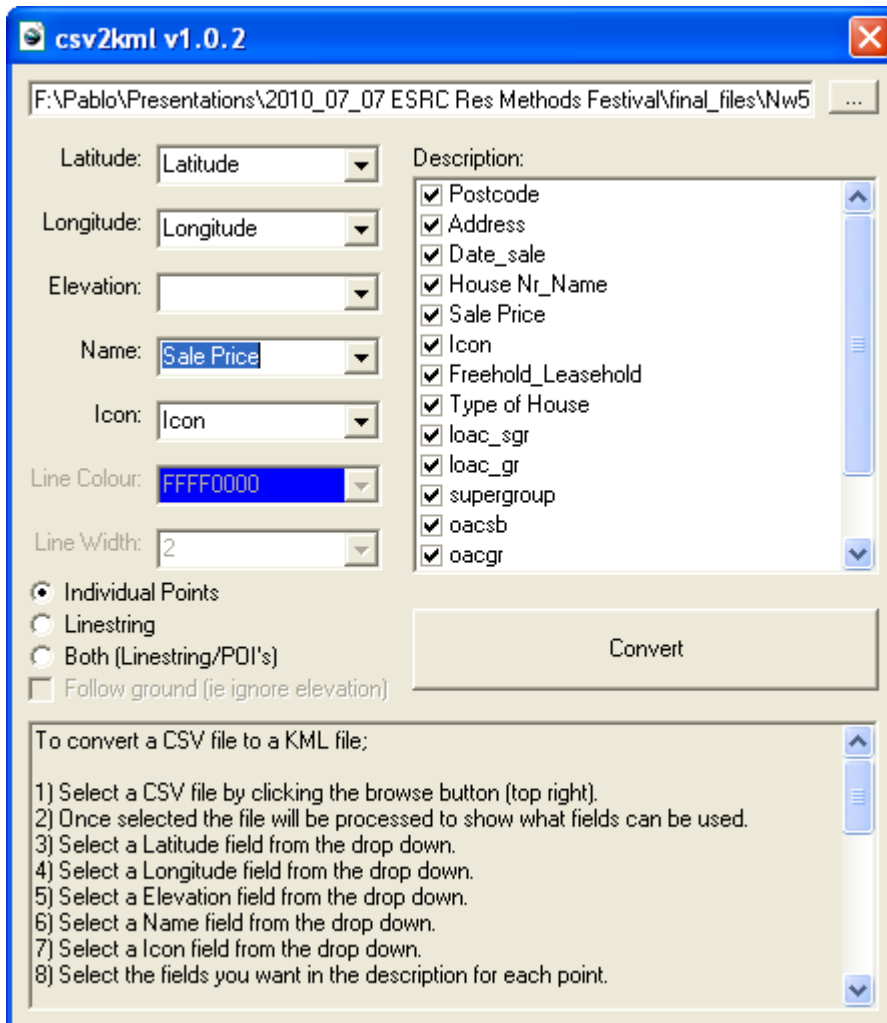 csv2kml v1.0.2
F:\Pablo\Presentations\2010_07_07 ESRC Res Methods Festival\final_files\Nw5
...
Latitude:
Latitude
Longitude:
Longitude
Elevation:
Name:
Sale Price
Icon:
Icon
Line Colour:
FFFF0000
Line Width:
2
Description:
Postcode
Address
Date_sale
House Nr_Name
Sale Price
Icon
Freehold_Leasehold
Type of House
loac_sgr
loac_gr
supergroup
oacsb
oacgr
Individual Points
Linestring
Both (Linestring/POI's)
Follow ground (ie ignore elevation)
Convert
To convert a CSV file to a KML file;
1) Select a CSV file by clicking the browse button (top right).
2) Once selected the file will be processed to show what fields can be used.
3) Select a Latitude field from the drop down.
4) Select a Longitude field from the drop down.
5) Select a Elevation field from the drop down.
6) Select a Name field from the drop down.
7) Select a Icon field from the drop down.
8) Select the fields you want in the description for each point.